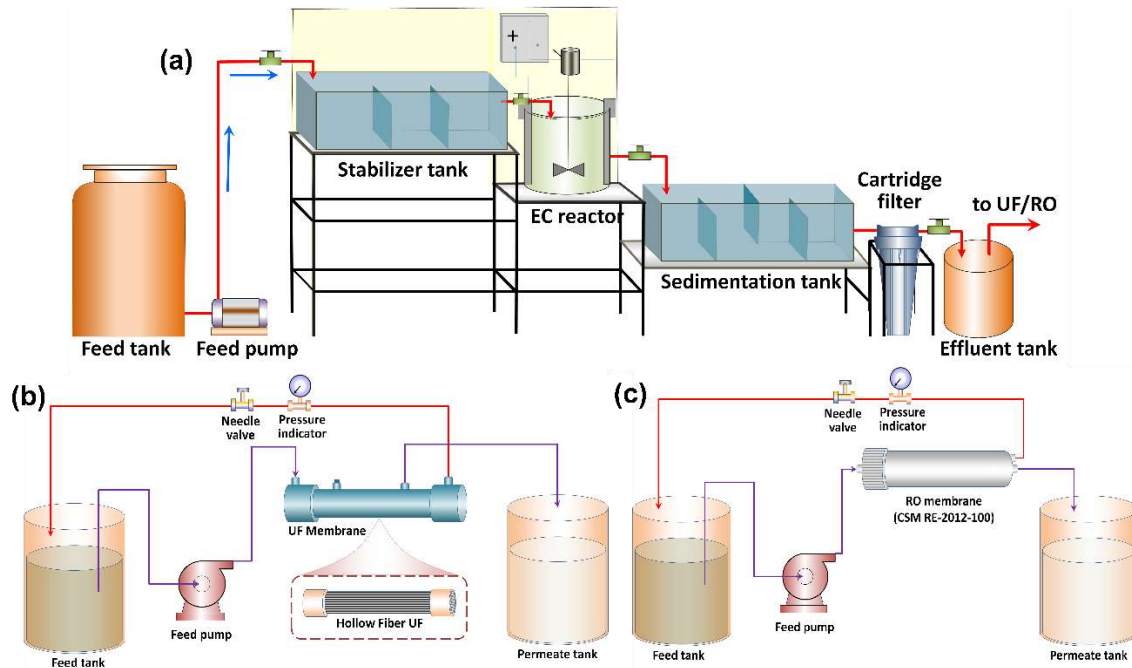 (a)
+
Stabilizer tank
EC reactor
Cartridge
filter
to UF/RO
Sedimentation tank
Feed tank
Feed pump
Effluent tank
(b)
Needle
valve
Pressure
indicator
UF Membrane
Hollow Fiber UF
Feed pump
Feed tank
Permeate tank
(c)
Needle
valve
Pressure
indicator
RO membrane
(CSM RE-2012-100)
Feed pump
Feed tank
Permeate tank